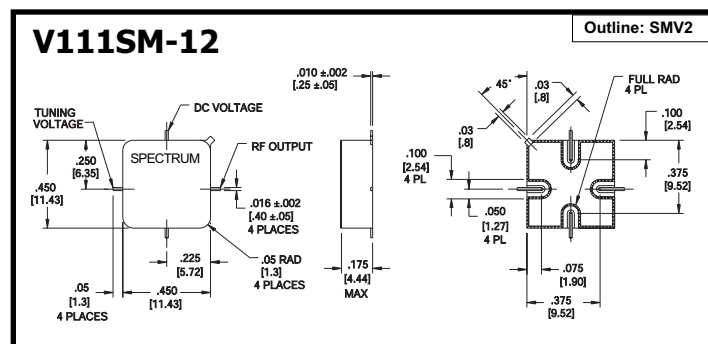 V111SM-12
Outline: SMV2
.010 ±.002
[.25 ±.05]
45°
.03
[.8]
FULL RAD
4 PL
TUNING
VOLTAGE
DC VOLTAGE
.03
[.8]
.100
[2.54]
SPECTRUM
RF OUTPUT
.250
[6.35]
.450
[11.43]
.016 ±.002
[.40 ±.05]
4 PLACES
.100
[2.54]
4 PL
.375
[9.52]
.050
[1.27]
4 PL
.225
[5.72]
.05 RAD
[1.3]
4 PLACES
.175
[4.44]
MAX
.075
[1.90]
.05
[1.3]
4 PLACES
.450
[11.43]
.375
[9.52]